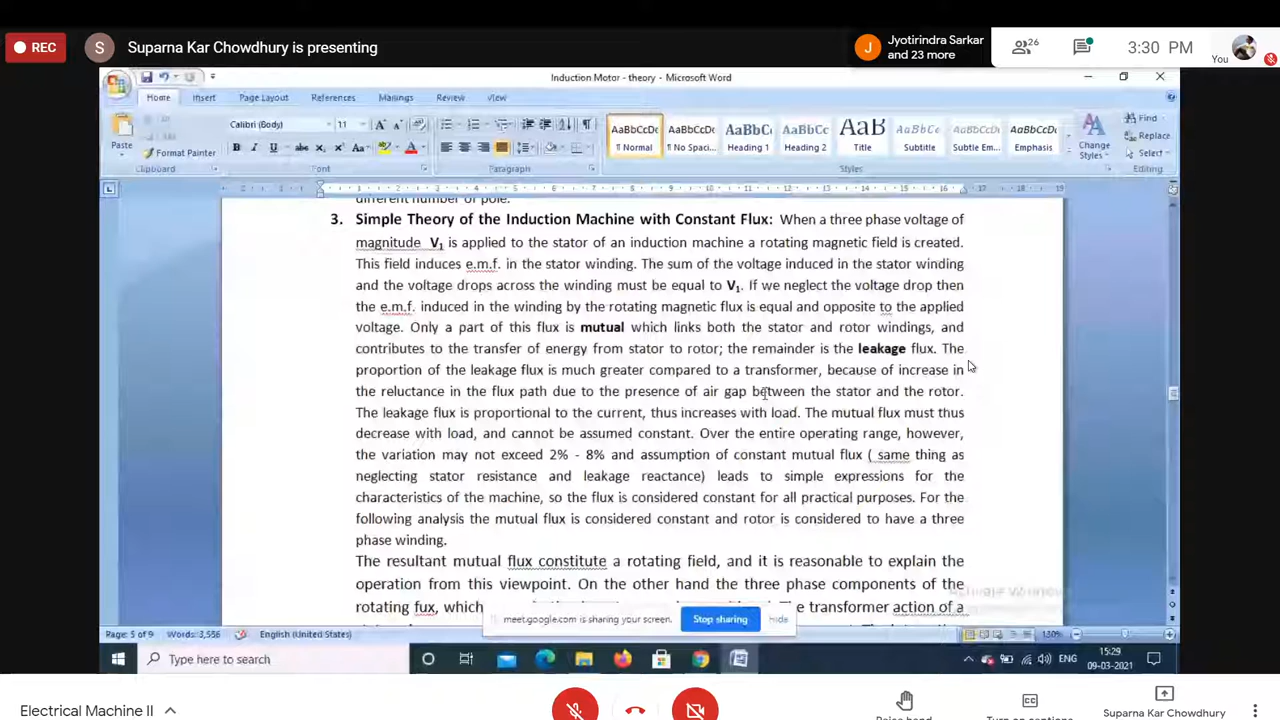 REC
S
Suparna Kar Chowdhury is presenting
J
Jyotirindra Sarkar
and 23 more
26
3:30 PM
You
Induction Motor - theory - Microsoft Word
Home Insert Page Layout References Mailings Review View
Calibri (Body) 11
Paste
Format Painter
Clipboard
Font
Paragraph
AaBbCcDc
¶ Normal
AaBbCcDc
¶ No Spaci...
AaBbC
Heading 1
AaBbCc
Heading 2
AaB
Title
AaBbCc
Subtitle
AaBbCcDc
Subtle Em...
AaBbCcDc
Emphasis
Styles
Change
Styles
Find
Replace
Select
Editing
different number of pole.
3. Simple Theory of the Induction Machine with Constant Flux: When a three phase voltage of
magnitude V1 is applied to the stator of an induction machine a rotating magnetic field is created.
This field induces e.m.f. in the stator winding. The sum of the voltage induced in the stator winding
and the voltage drops across the winding must be equal to V1. If we neglect the voltage drop then
the e.m.f. induced in the winding by the rotating magnetic flux is equal and opposite to the applied
voltage. Only a part of this flux is mutual which links both the stator and rotor windings, and
contributes to the transfer of energy from stator to rotor; the remainder is the leakage flux. The
proportion of the leakage flux is much greater compared to a transformer, because of increase in
the reluctance in the flux path due to the presence of air gap between the stator and the rotor.
The leakage flux is proportional to the current, thus increases with load. The mutual flux must thus
decrease with load, and cannot be assumed constant. Over the entire operating range, however,
the variation may not exceed 2% - 8% and assumption of constant mutual flux ( same thing as
neglecting stator resistance and leakage reactance) leads to simple expressions for the
characteristics of the machine, so the flux is considered constant for all practical purposes. For the
following analysis the mutual flux is considered constant and rotor is considered to have a three
phase winding.
The resultant mutual flux constitute a rotating field, and it is reasonable to explain the
operation from this viewpoint. On the other hand the three phase components of the
rotating fux, which transformer action of a
meet.google.com is sharing your screen. Stop sharing Hide
Page: 5 of 9 Words: 3,556 English (United States) 130%
Type here to search
ENG
15:29
09-03-2021
Electrical Machine II
Raise hand
Turn on captions
Suparna Kar Chowdhury